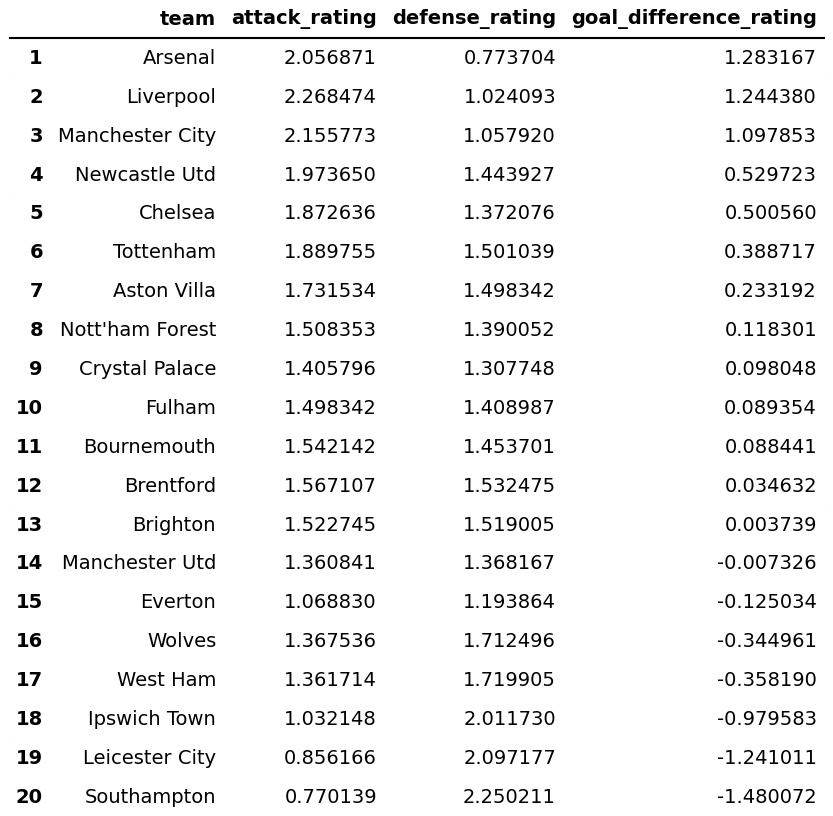 team attack_rating defense_rating goal_difference_rating
1 Arsenal 2.056871 0.773704 1.283167
2 Liverpool 2.268474 1.024093 1.244380
3 Manchester City 2.155773 1.057920 1.097853
4 Newcastle Utd 1.973650 1.443927 0.529723
5 Chelsea 1.872636 1.372076 0.500560
6 Tottenham 1.889755 1.501039 0.388717
7 Aston Villa 1.731534 1.498342 0.233192
8 Nott'ham Forest 1.508353 1.390052 0.118301
9 Crystal Palace 1.405796 1.307748 0.098048
10 Fulham 1.498342 1.408987 0.089354
11 Bournemouth 1.542142 1.453701 0.088441
12 Brentford 1.567107 1.532475 0.034632
13 Brighton 1.522745 1.519005 0.003739
14 Manchester Utd 1.360841 1.368167 -0.007326
15 Everton 1.068830 1.193864 -0.125034
16 Wolves 1.367536 1.712496 -0.344961
17 West Ham 1.361714 1.719905 -0.358190
18 Ipswich Town 1.032148 2.011730 -0.979583
19 Leicester City 0.856166 2.097177 -1.241011
20 Southampton 0.770139 2.250211 -1.480072